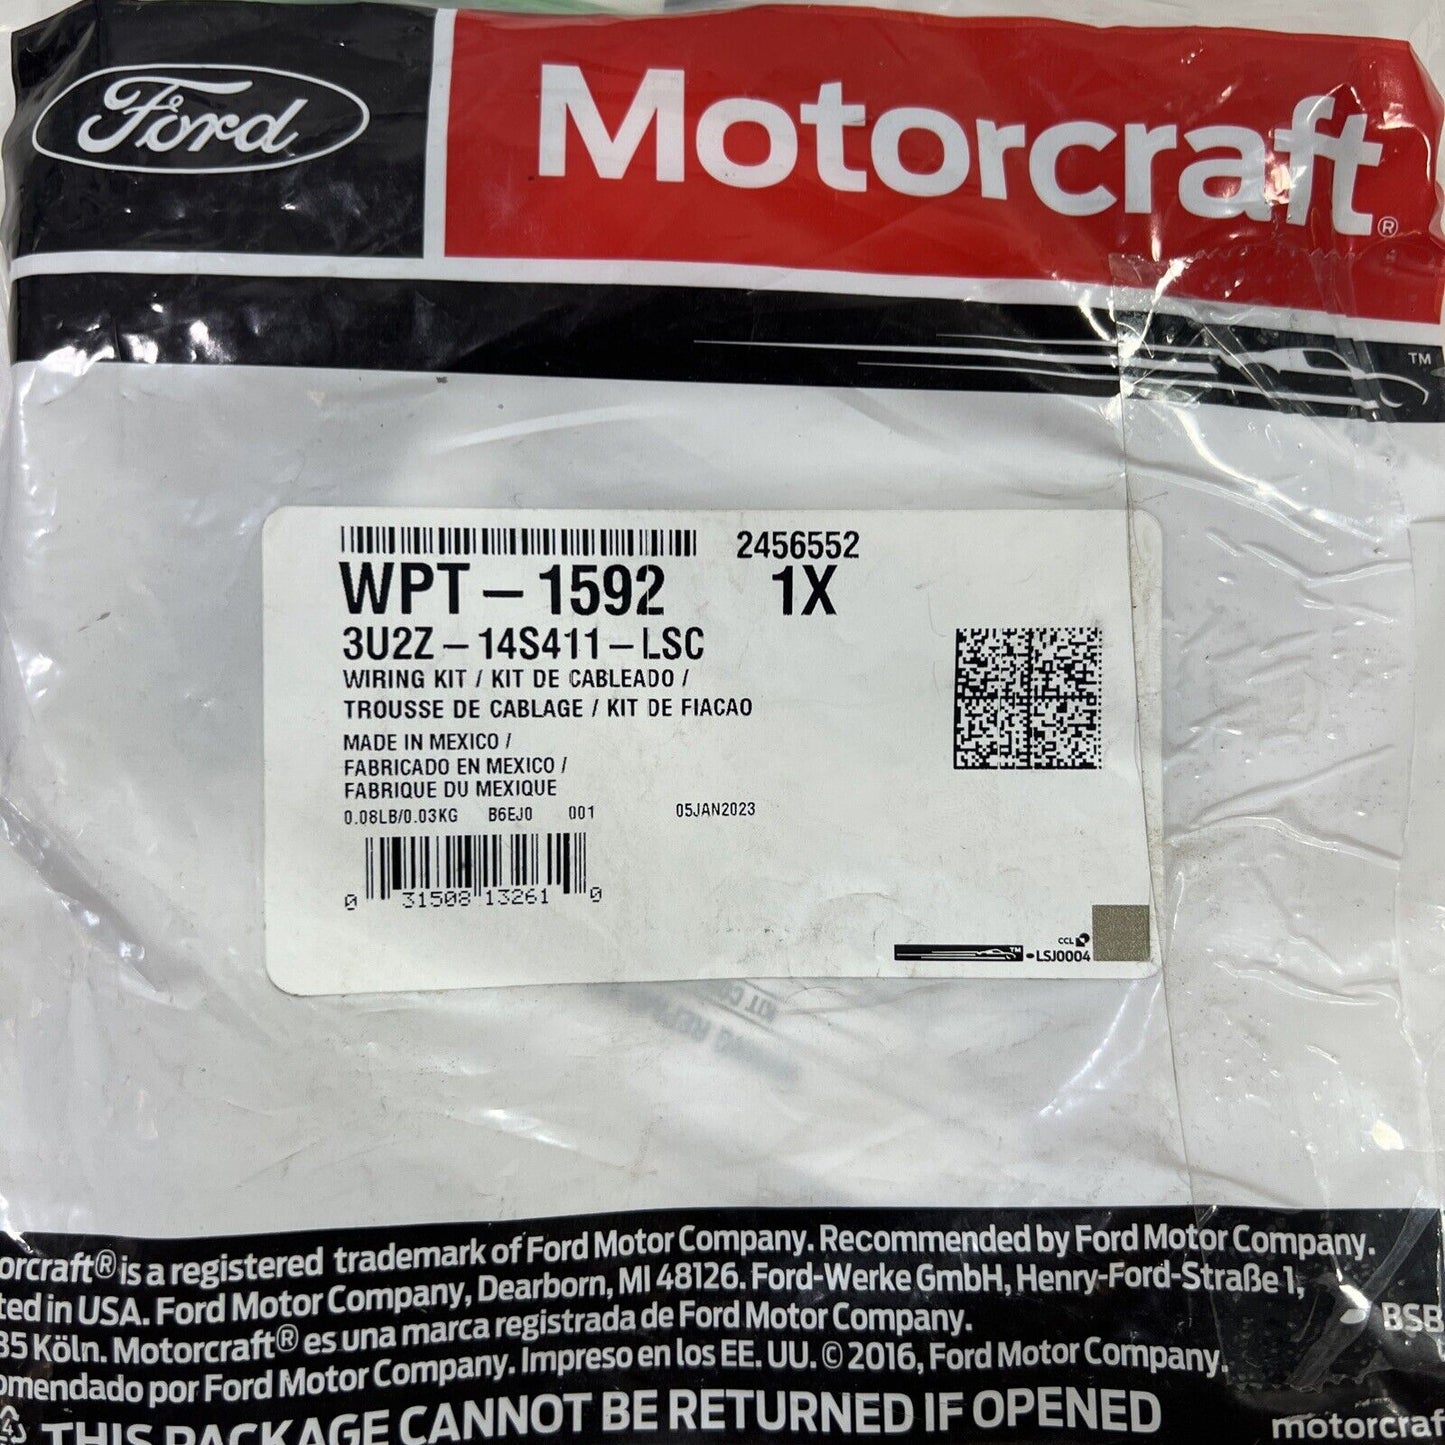 Ford
Motorcraft®
TM
2456552
WPT-1592 1X
3U2Z-14S411-LSC
WIRING KIT / KIT DE CABLEADO /
TROUSSE DE CABLAGE / KIT DE FIACAO
MADE IN MEXICO /
FABRICADO EN MEXICO /
FABRIQUE DU MEXIQUE
0.08LB/0.03KG B6EJ0 001 05JAN2023
0 31508 13261 0
CCL
TM
LSJ0004
orcraft® is a registered trademark of Ford Motor Company. Recommended by Ford Motor Company.
ted in USA. Ford Motor Company, Dearborn, MI 48126. Ford-Werke GmbH, Henry-Ford-Straße 1,
35 Köln. Motorcraft® es una marca registrada de Ford Motor Company.
BSB
omendado por Ford Motor Company. Impreso en los EE. UU. © 2016, Ford Motor Company.
THIS PACKAGE CANNOT BE RETURNED IF OPENED
motorcraft